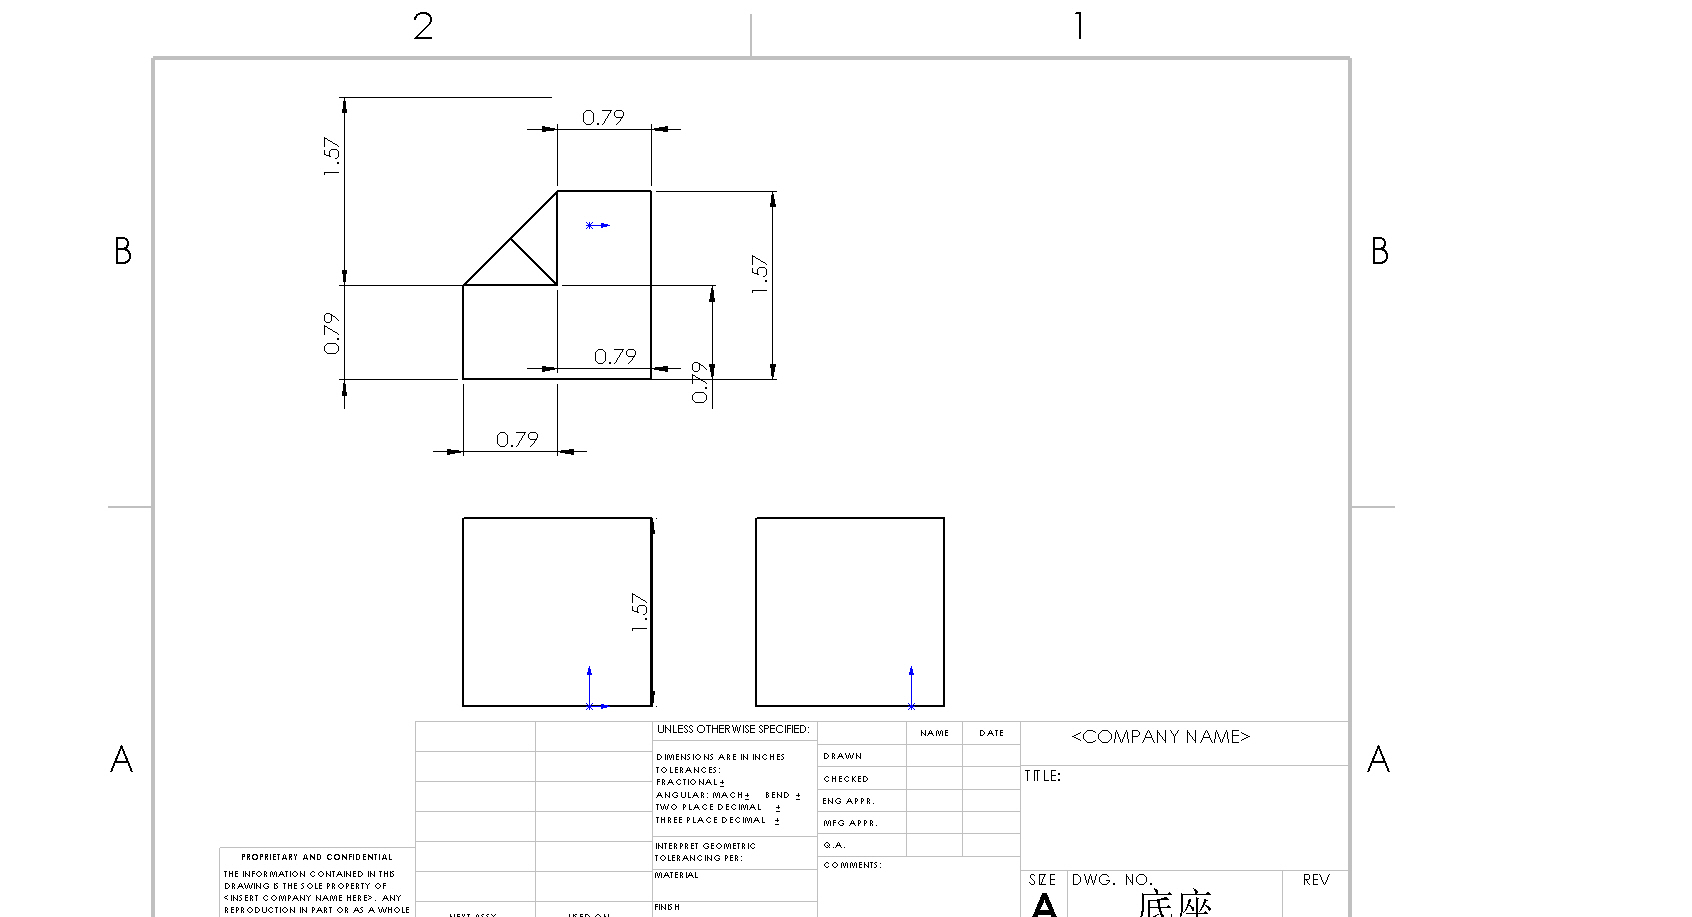 2
1
0.79
1.57
B
B
1.57
0.79
0.79
0.79
0.79
1.57
A
A
UNLESS OTHERWISE SPECIFIED:
NAME
DATE
<COMPANY NAME>
DIMENSIONS ARE IN INCHES
TOLERANCES:
FRACTIONAL±
ANGULAR: MACH± BEND ±
TWO PLACE DECIMAL ±
THREE PLACE DECIMAL ±
DRAWN
CHECKED
ENG APPR.
MFG APPR.
Q.A.
COMMENTS:
TITLE:
INTERPRET GEOMETRIC
TOLERANCING PER:
MATERIAL
FINISH
PROPRIETARY AND CONFIDENTIAL
THE INFORMATION CONTAINED IN THIS
DRAWING IS THE SOLE PROPERTY OF
<INSERT COMPANY NAME HERE>. ANY
REPRODUCTION IN PART OR AS A WHOLE
NEXT ASSY
USED ON
SIZE
DWG. NO.
REV
A
底座